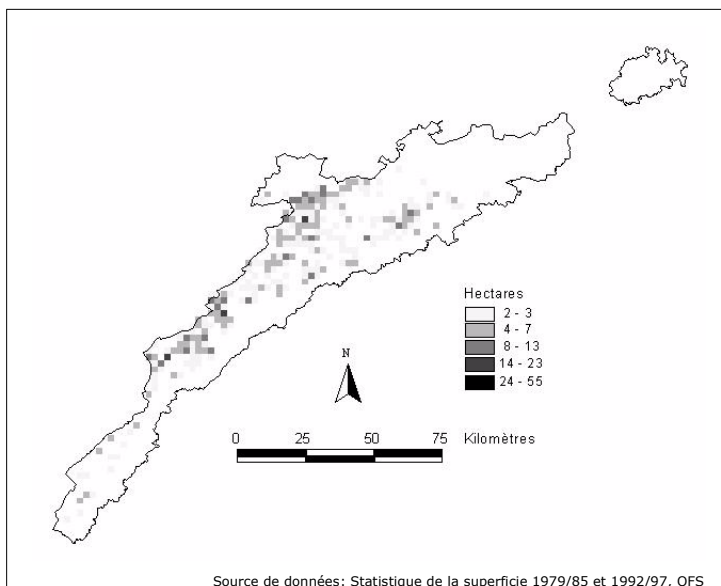 Hectares
2 - 3
4 - 7
8 - 13
14 - 23
24 - 55
N
0 25 50 75 Kilomètres
Source de données: Statistique de la superficie 1979/85 et 1992/97, OFS